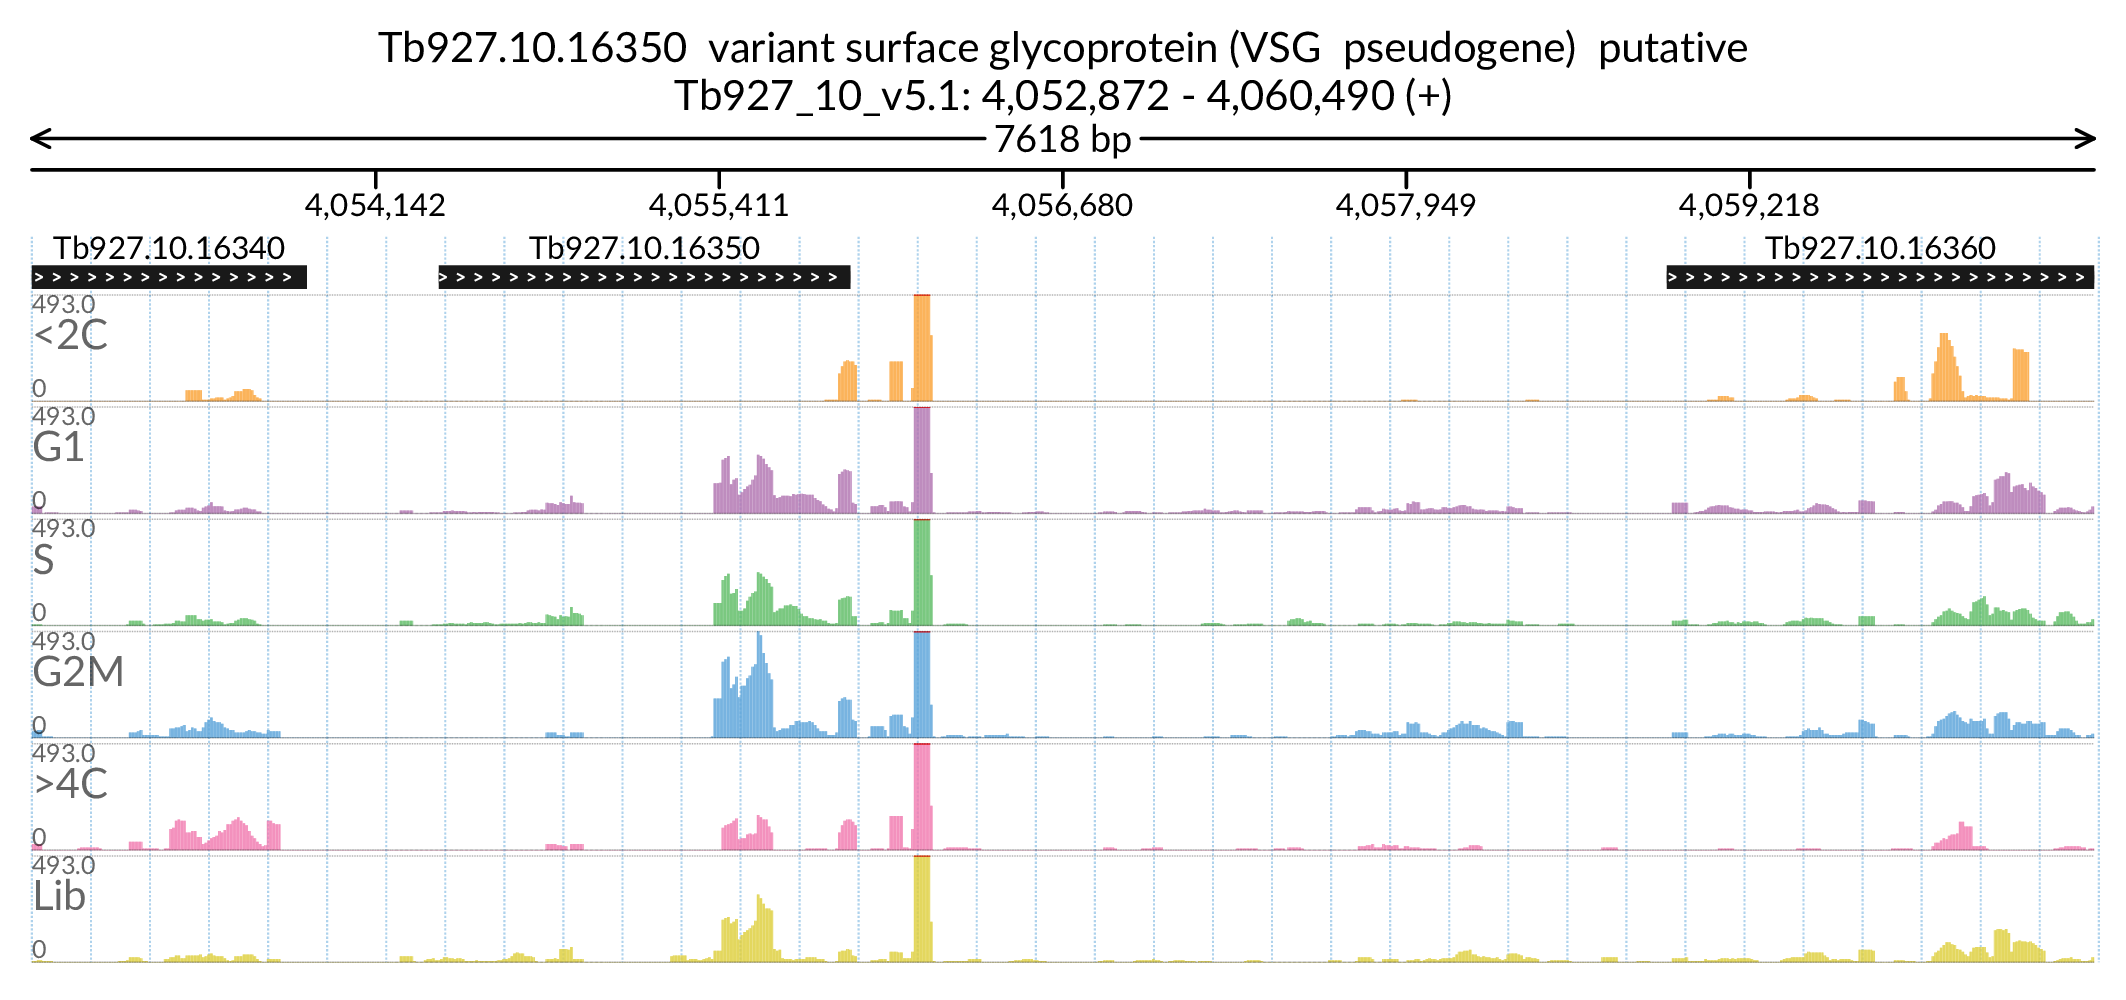 Tb927.10.16350 variant surface glycoprotein (VSG pseudogene) putative
Tb927_10_v5.1: 4,052,872 - 4,060,490 (+)
7618 bp
4,054,142 4,055,411 4,056,680 4,057,949 4,059,218
Tb927.10.16340 Tb927.10.16350 Tb927.10.16360
493.0
<2C
0
493.0
G1
0
493.0
S
0
493.0
G2M
0
493.0
>4C
0
493.0
Lib
0